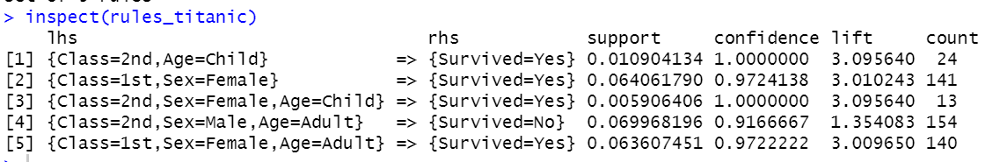 > inspect(rules_titanic)
lhs rhs support confidence lift count
[1] {Class=2nd,Age=Child} => {Survived=Yes} 0.010904134 1.0000000 3.095640 24
[2] {Class=1st,Sex=Female} => {Survived=Yes} 0.064061790 0.9724138 3.010243 141
[3] {Class=2nd,Sex=Female,Age=Child} => {Survived=Yes} 0.005906406 1.0000000 3.095640 13
[4] {Class=2nd,Sex=Male,Age=Adult} => {Survived=No} 0.069968196 0.9166667 1.354083 154
[5] {Class=1st,Sex=Female,Age=Adult} => {Survived=Yes} 0.063607451 0.9722222 3.009650 140